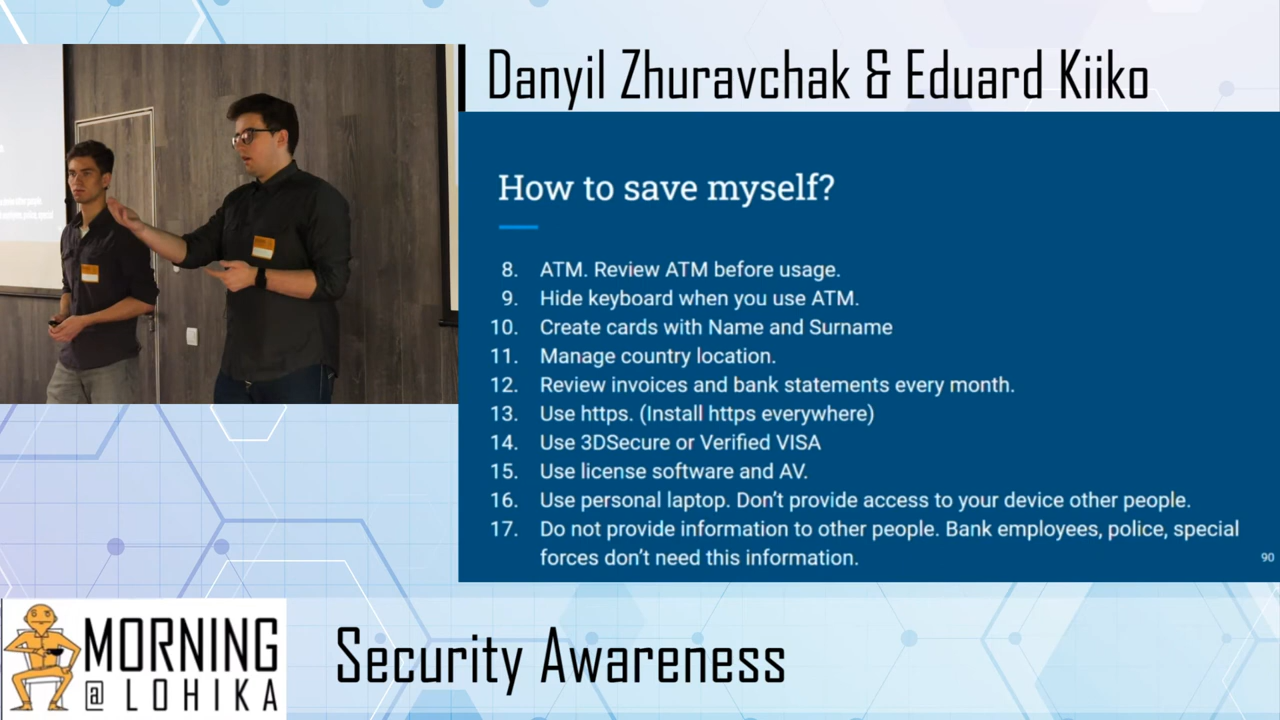 Danyil Zhuravchak & Eduard Kiiko
How to save myself?
8. ATM. Review ATM before usage.
9. Hide keyboard when you use ATM.
10. Create cards with Name and Surname
11. Manage country location.
12. Review invoices and bank statements every month.
13. Use https. (Install https everywhere)
14. Use 3DSecure or Verified VISA
15. Use license software and AV.
16. Use personal laptop. Don't provide access to your device other people.
17. Do not provide information to other people. Bank employees, police, special
forces don't need this information.
90
MORNING
@ LOHIKA
Security Awareness